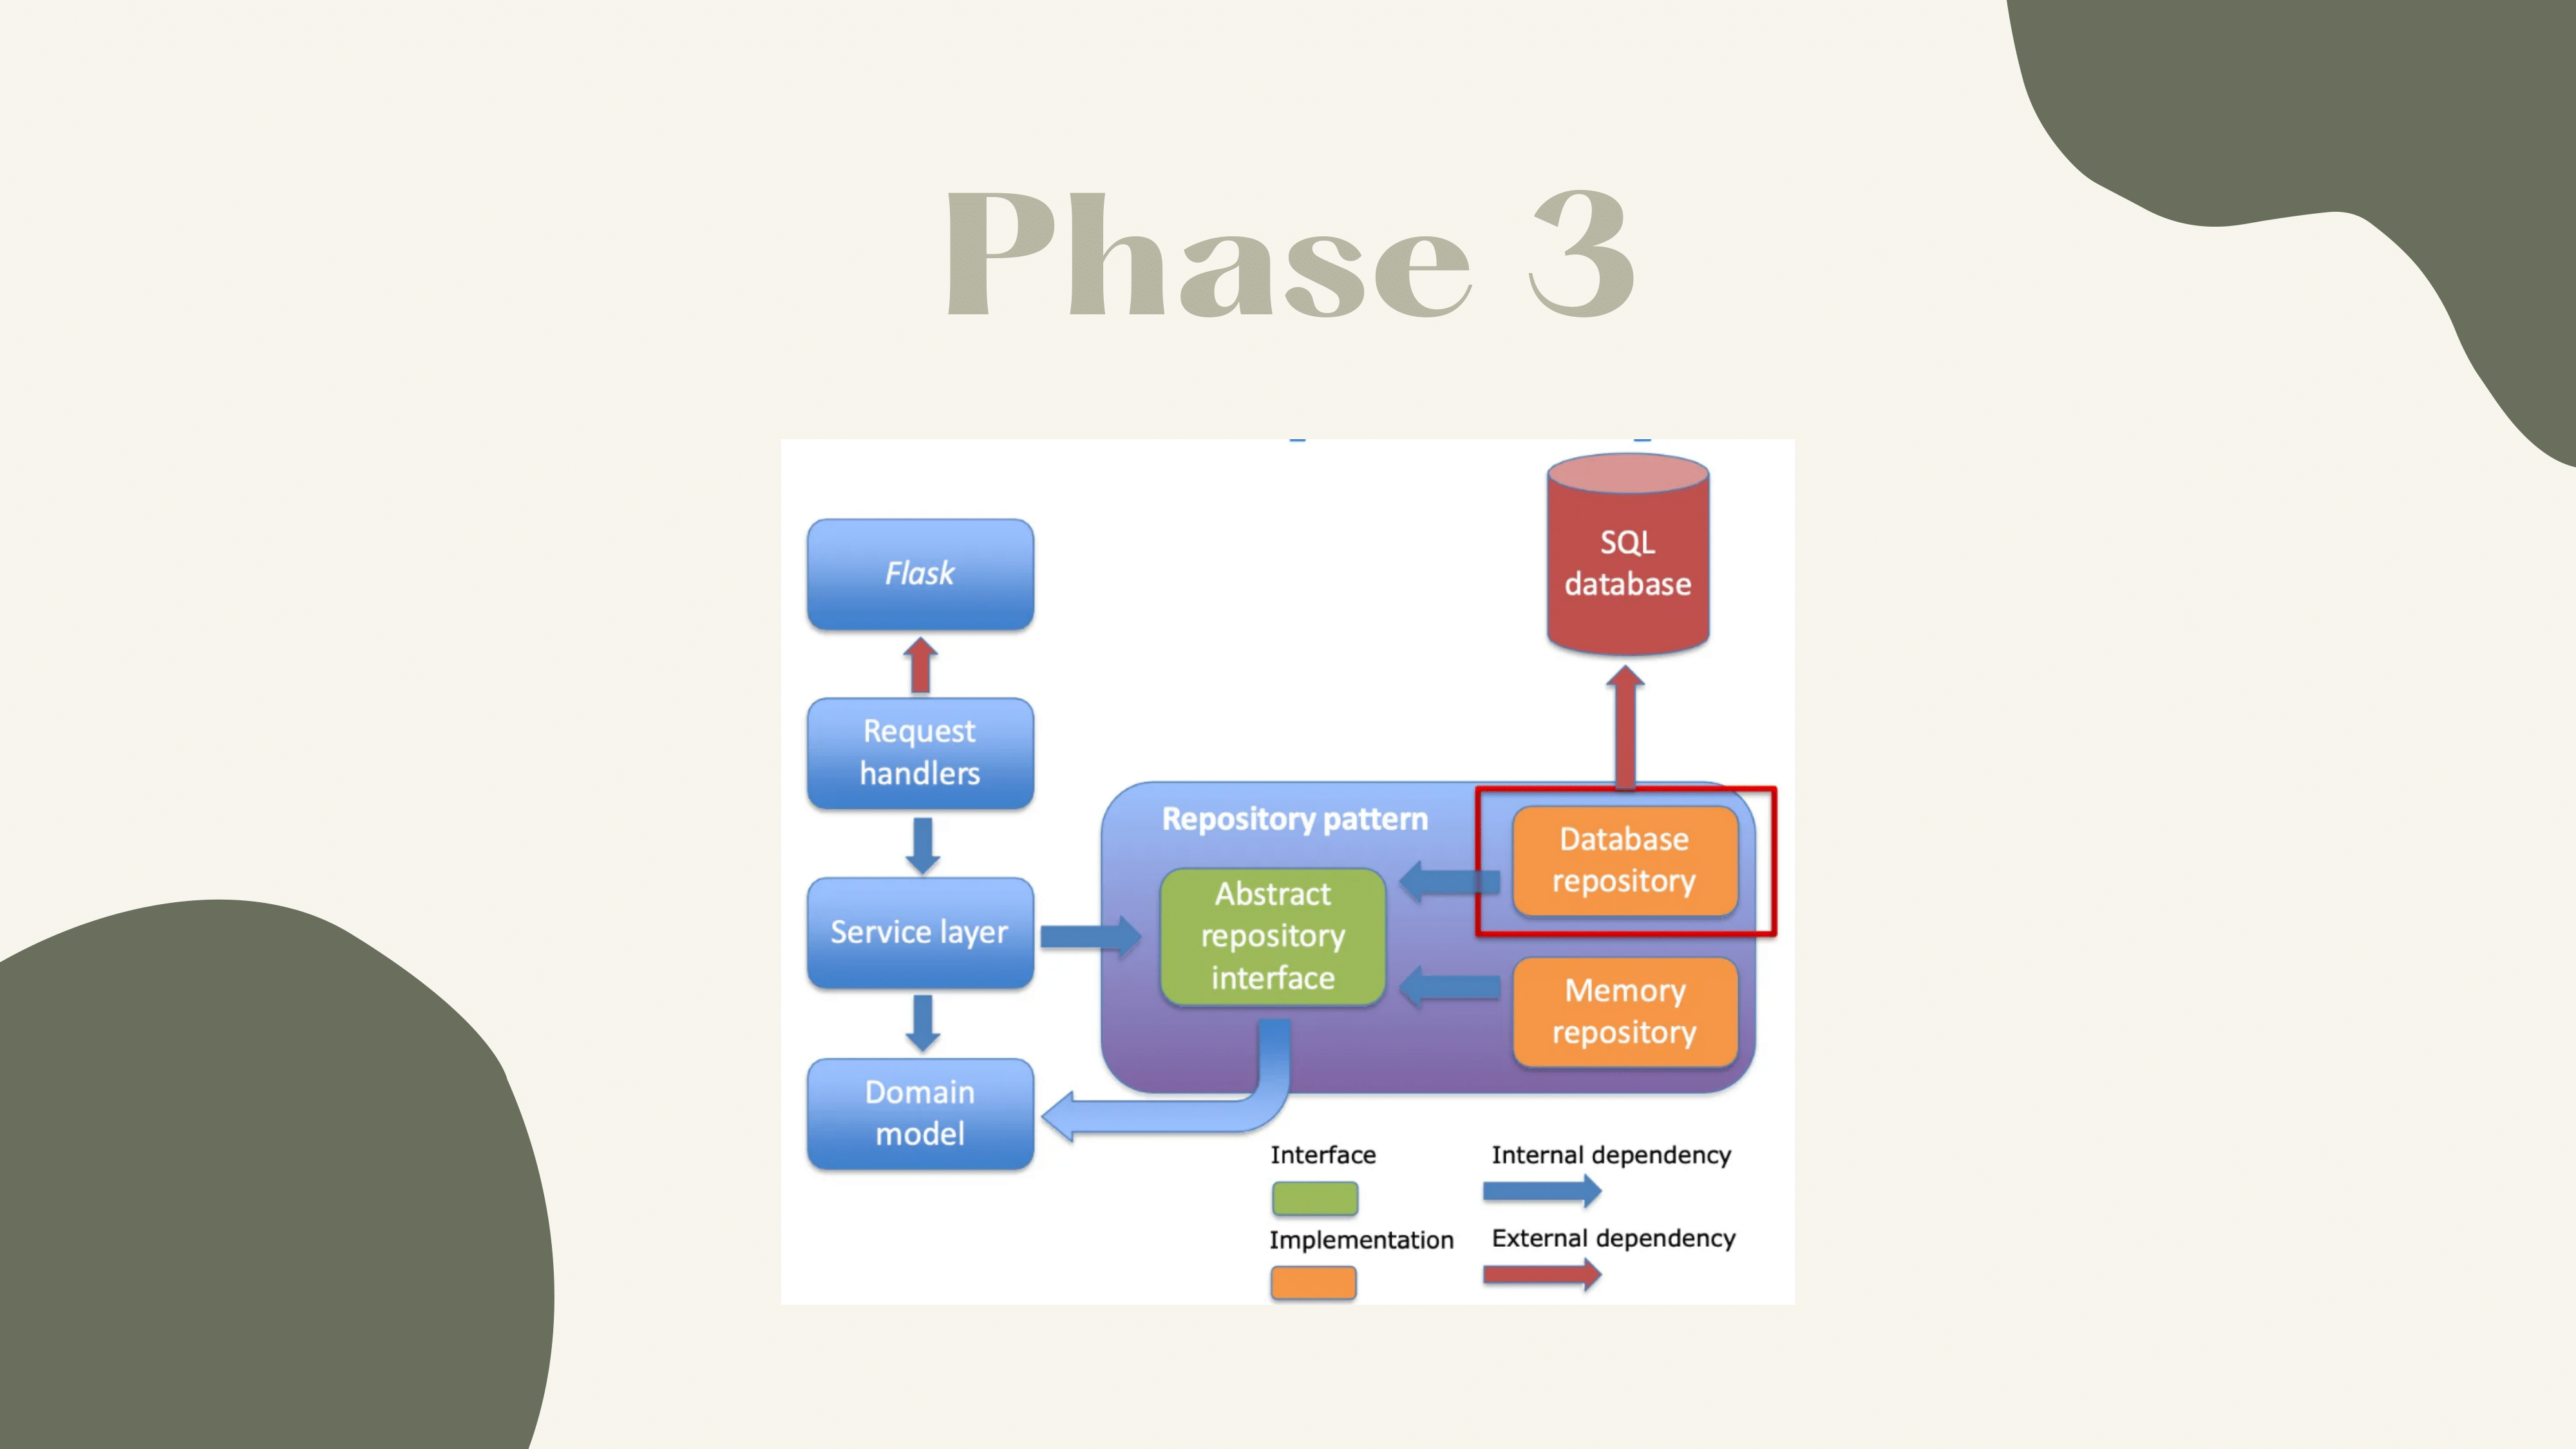 Phase 3
Flask
Request
handlers
Service layer
Domain
model
SQL
database
Repository pattern
Abstract
repository
interface
Database
repository
Memory
repository
Interface
Implementation
Internal dependency
External dependency